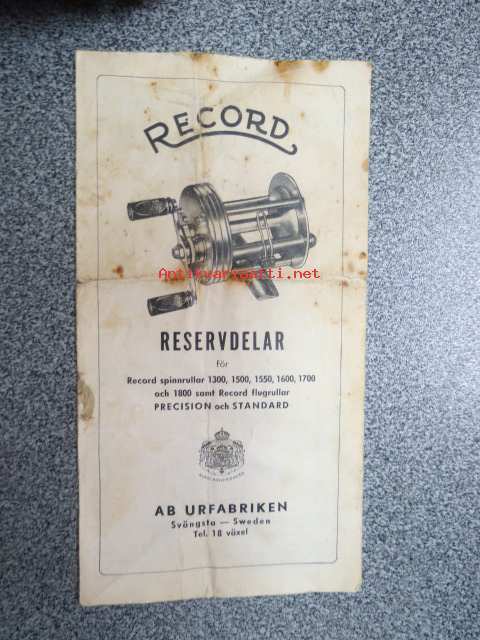 RECORD
Antikvariaatti.net
RESERVDELAR
för
Record spinnrullar 1300, 1500, 1550, 1600, 1700
och 1800 samt Record flugrullar
PRECISION och STANDARD
AB URFABRIKEN
Svängsta — Sweden
Tel. 18 växel